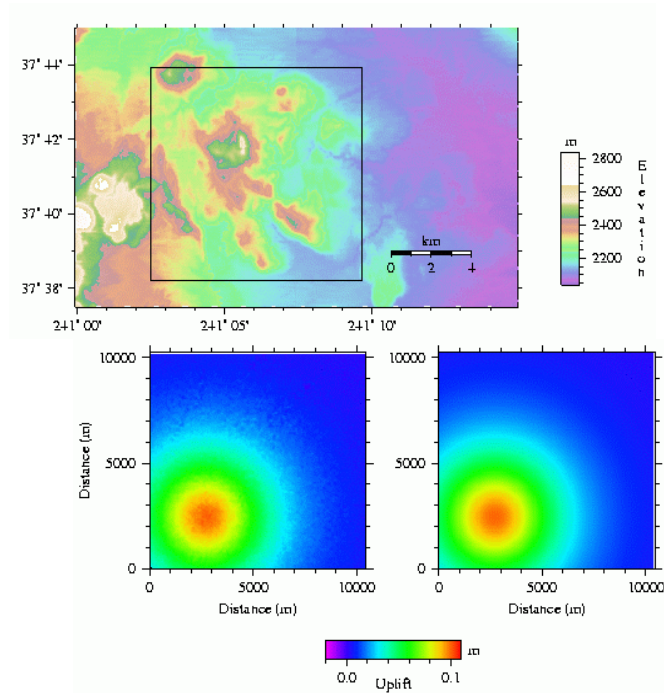 37° 44'
37° 42'
37° 40'
37° 38'
241° 00'
241° 05'
241° 10'
km
0 2 4
m
2800
2600
2400
2200
Elevation
10000
5000
0
Distance (m)
0 5000 10000
Distance (m)
10000
5000
0
0 5000 10000
Distance (m)
0.0 0.1
m
Uplift